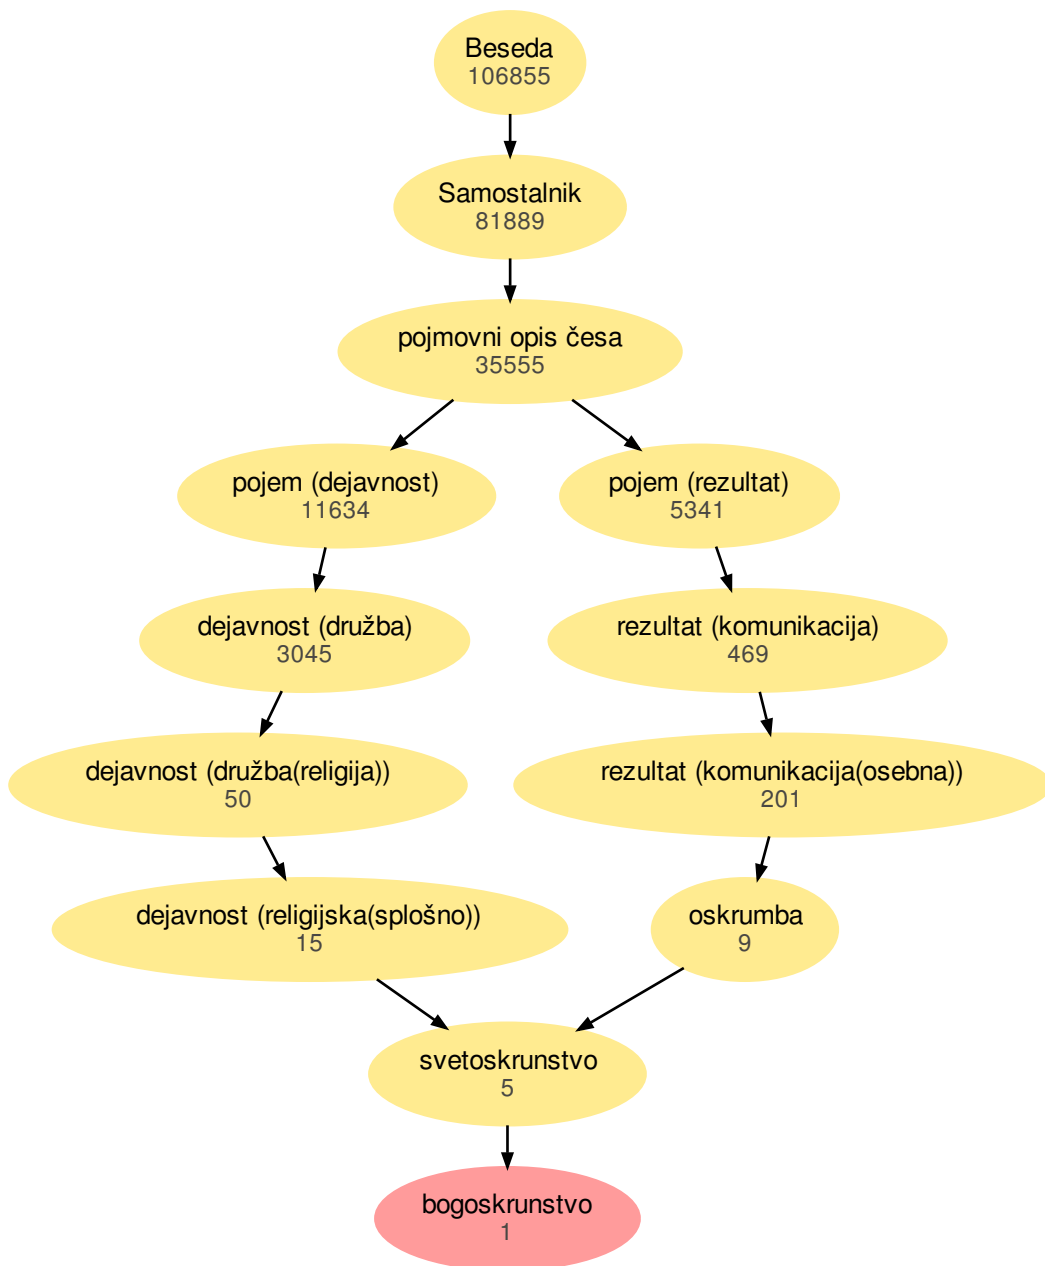 Beseda
106855
Samostalnik
81889
pojmovni opis česa
35555
pojem (dejavnost)
11634
pojem (rezultat)
5341
dejavnost (družba)
3045
rezultat (komunikacija)
469
dejavnost (družba(religija))
50
rezultat (komunikacija(osebna))
201
dejavnost (religijska(splošno))
15
oskrumba
9
svetoskrunstvo
5
bogoskrunstvo
1